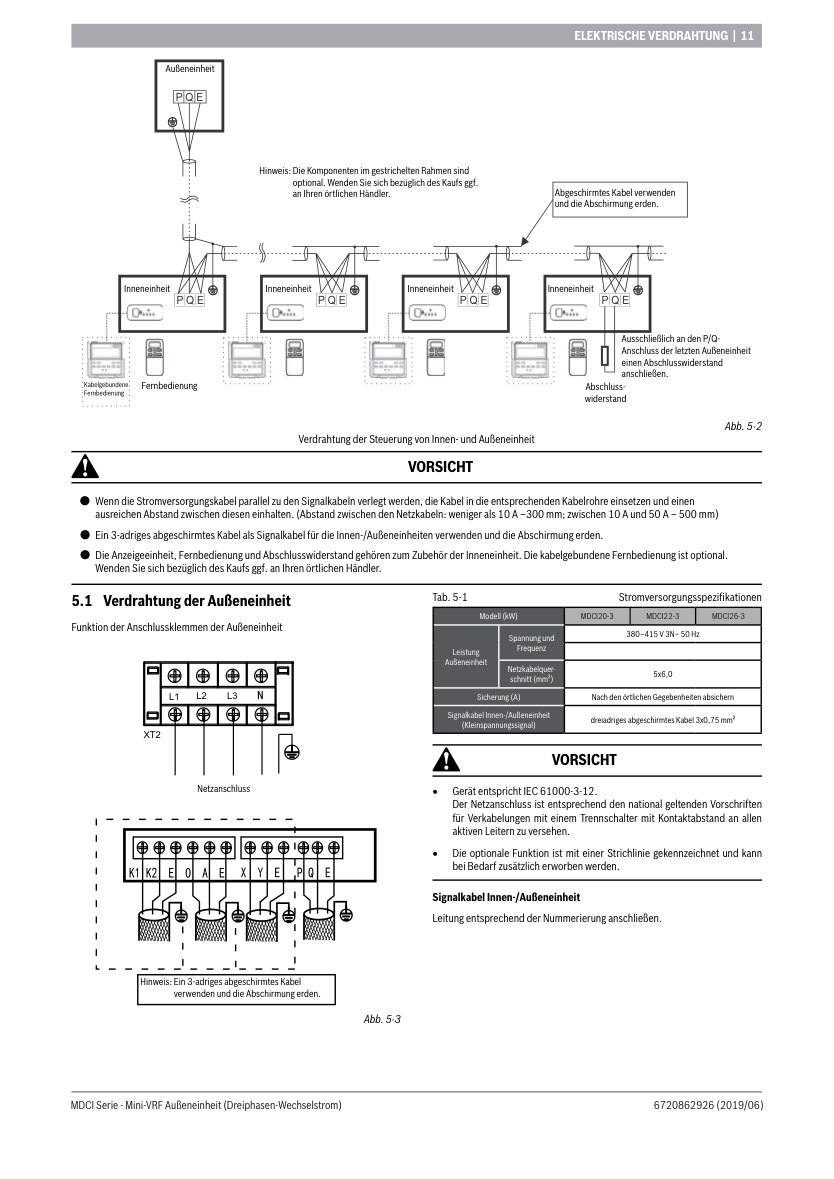 ELEKTRISCHE VERDRAHTUNG | 11
Außeneinheit
P Q E
Hinweis: Die Komponenten im gestrichelten Rahmen sind
optional. Wenden Sie sich bezüglich des Kaufs ggf.
an Ihren örtlichen Händler.
Abgeschirmtes Kabel verwenden
und die Abschirmung erden.
Inneneinheit
P Q E
Inneneinheit
P Q E
Inneneinheit
P Q E
Inneneinheit
P Q E
Kabelgebundene
Fernbedienung
Fernbedienung
Ausschließlich an den P/Q-
Anschluss der letzten Außeneinheit
einen Abschlusswiderstand
anschließen.
Abschluss-
widerstand
Abb. 5-2
Verdrahtung der Steuerung von Innen- und Außeneinheit
VORSICHT
● Wenn die Stromversorgungskabel parallel zu den Signalkabeln verlegt werden, die Kabel in die entsprechenden Kabelrohre einsetzen und einen
ausreichen Abstand zwischen diesen einhalten. (Abstand zwischen den Netzkabeln: weniger als 10 A –300 mm; zwischen 10 A und 50 A – 500 mm)
● Ein 3-adriges abgeschirmtes Kabel als Signalkabel für die Innen-/Außeneinheiten verwenden und die Abschirmung erden.
● Die Anzeigeeinheit, Fernbedienung und Abschlusswiderstand gehören zum Zubehör der Inneneinheit. Die kabelgebundene Fernbedienung ist optional.
Wenden Sie sich bezüglich des Kaufs ggf. an Ihren örtlichen Händler.
5.1 Verdrahtung der Außeneinheit
Funktion der Anschlussklemmen der Außeneinheit
L1 L2 L3 N
XT2
Netzanschluss
K1 K2 E O A E X Y E P Q E
Hinweis: Ein 3-adriges abgeschirmtes Kabel
verwenden und die Abschirmung erden.
Abb. 5-3
Tab. 5-1 Stromversorgungsspezifikationen
Modell (kW) MDCI20-3 MDCI22-3 MDCI26-3
Leistung
Außeneinheit
Spannung und
Frequenz
380–415 V 3N~ 50 Hz
Netzkabelquer-
schnitt (mm²)
5x6,0
Sicherung (A) Nach den örtlichen Gegebenheiten absichern
Signalkabel Innen-/Außeneinheit
(Kleinspannungssignal)
dreiadriges abgeschirmtes Kabel 3x0,75 mm²
VORSICHT
• Gerät entspricht IEC 61000-3-12.
Der Netzanschluss ist entsprechend den national geltenden Vorschriften
für Verkabelungen mit einem Trennschalter mit Kontaktabstand an allen
aktiven Leitern zu versehen.
• Die optionale Funktion ist mit einer Strichlinie gekennzeichnet und kann
bei Bedarf zusätzlich erworben werden.
Signalkabel Innen-/Außeneinheit
Leitung entsprechend der Nummerierung anschließen.
MDCI Serie - Mini-VRF Außeneinheit (Dreiphasen-Wechselstrom) 6720862926 (2019/06)